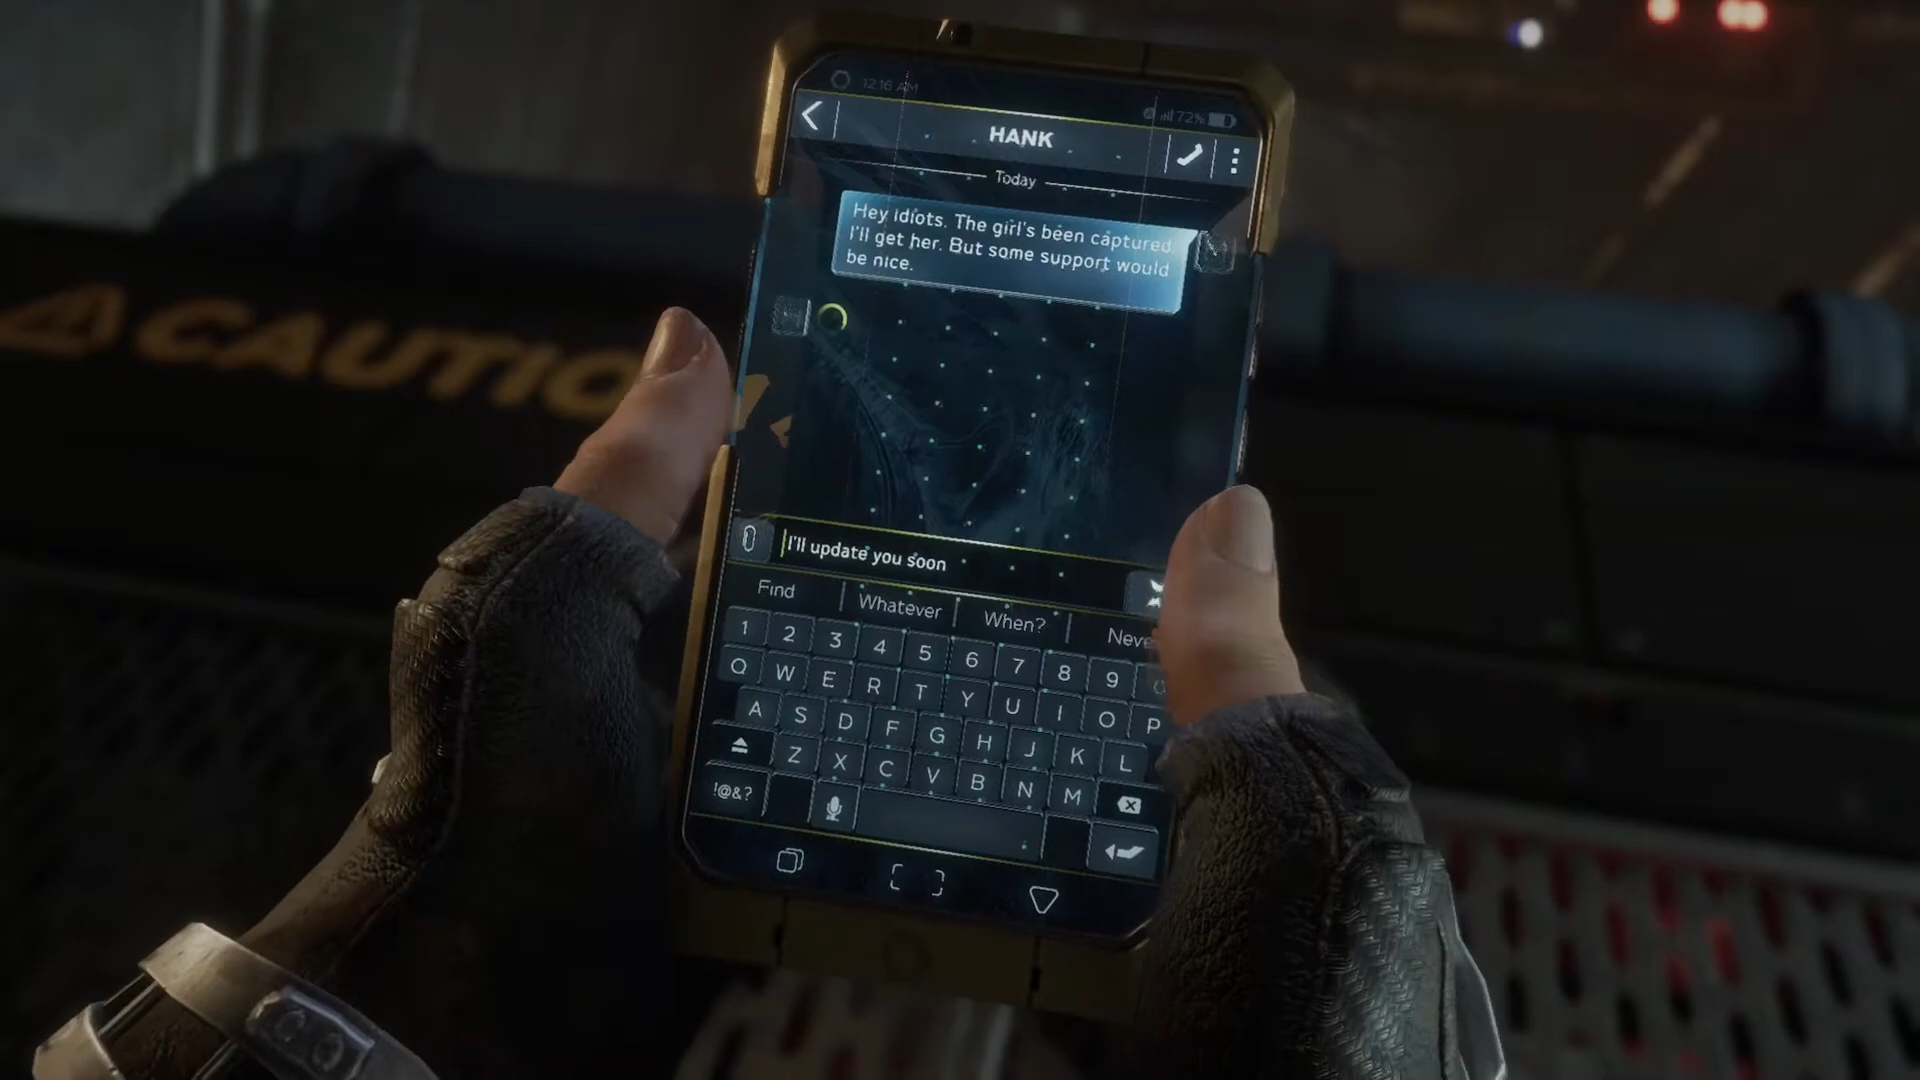 12:16 AM
72%
HANK
Today
Hey idiots. The girl's been captured.
I'll get her. But some support would
be nice.
CAUTIO
I'll update you soon
Find
Whatever
When?
Neve
1 2 3 4 5 6 7 8 9
Q W E R T Y U I O P
A S D F G H J K L
Z X C V B N M
!@&?